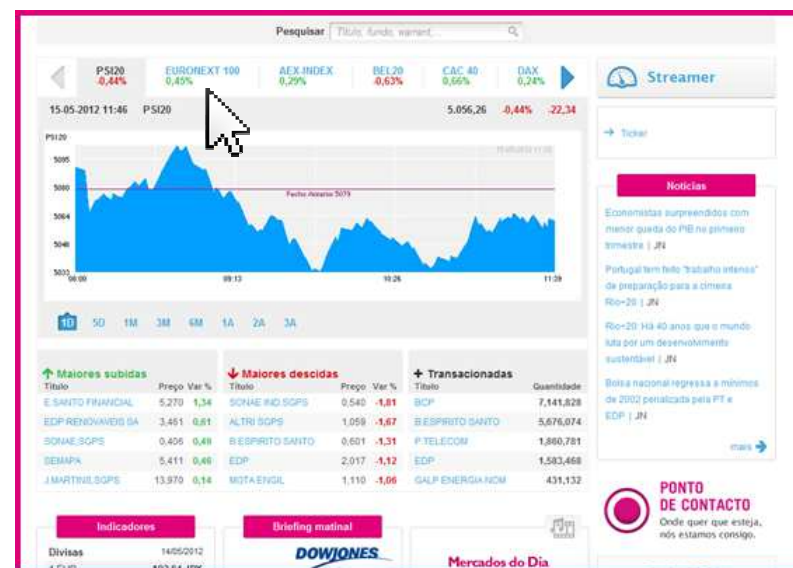 Pesquisar Título, fundo, warrant,...
PSI20 EURONEXT 100 AEX-INDEX BEL20 CAC 40 DAX
-0,44% 0,45% 0,29% -0,63% 0,66% 0,24%
Streamer
15-05-2012 11:46 PSI20 5.056,26 -0,44% -22,34
Ticker
PSI20
5095
5080
Fecho Anterior 5079
5064
5048
5033
09:13 10:26 11:39
1D 5D 1M 3M 6M 1A 2A 3A
Notícias
Economistas surpreendidos com
menor queda do PIB no primeiro
trimestre | JN
Portugal tem feito "trabalho intenso"
de preparação para a cimeira
Rio+20 | JN
Rio+20: Há 40 anos que o mundo
luta por um desenvolvimento
sustentável | JN
Bolsa nacional regressa a mínimos
de 2002 penalizada pela PT e
EDP | JN
mais
Maiores subidas Maiores descidas + Transacionadas
Título Preço Var % Título Preço Var % Título Quantidade
E.SANTO FINANCIAL 5,270 1,34 SONAE IND.SGPS 0,540 -1,81 BCP 7,141,828
EDP RENOVAVEIS SA 3,461 0,61 ALTRI SGPS 1,059 -1,67 B.ESPIRITO SANTO 5,676,074
SONAE,SGPS 0,406 0,49 B.ESPIRITO SANTO 0,601 -1,31 P.TELECOM 1,860,781
SEMAPA 5,411 0,46 EDP 2,017 -1,12 EDP 1,583,468
J.MARTINS,SGPS 13,970 0,14 MOTA ENGIL 1,110 -1,06 GALP ENERGIA-NOM 431,132
PONTO
DE CONTACTO
Onde quer que esteja,
nós estamos consigo.
Indicadores Briefing matinal
Divisas 14/05/2012
DOWJONES
Mercados do Dia